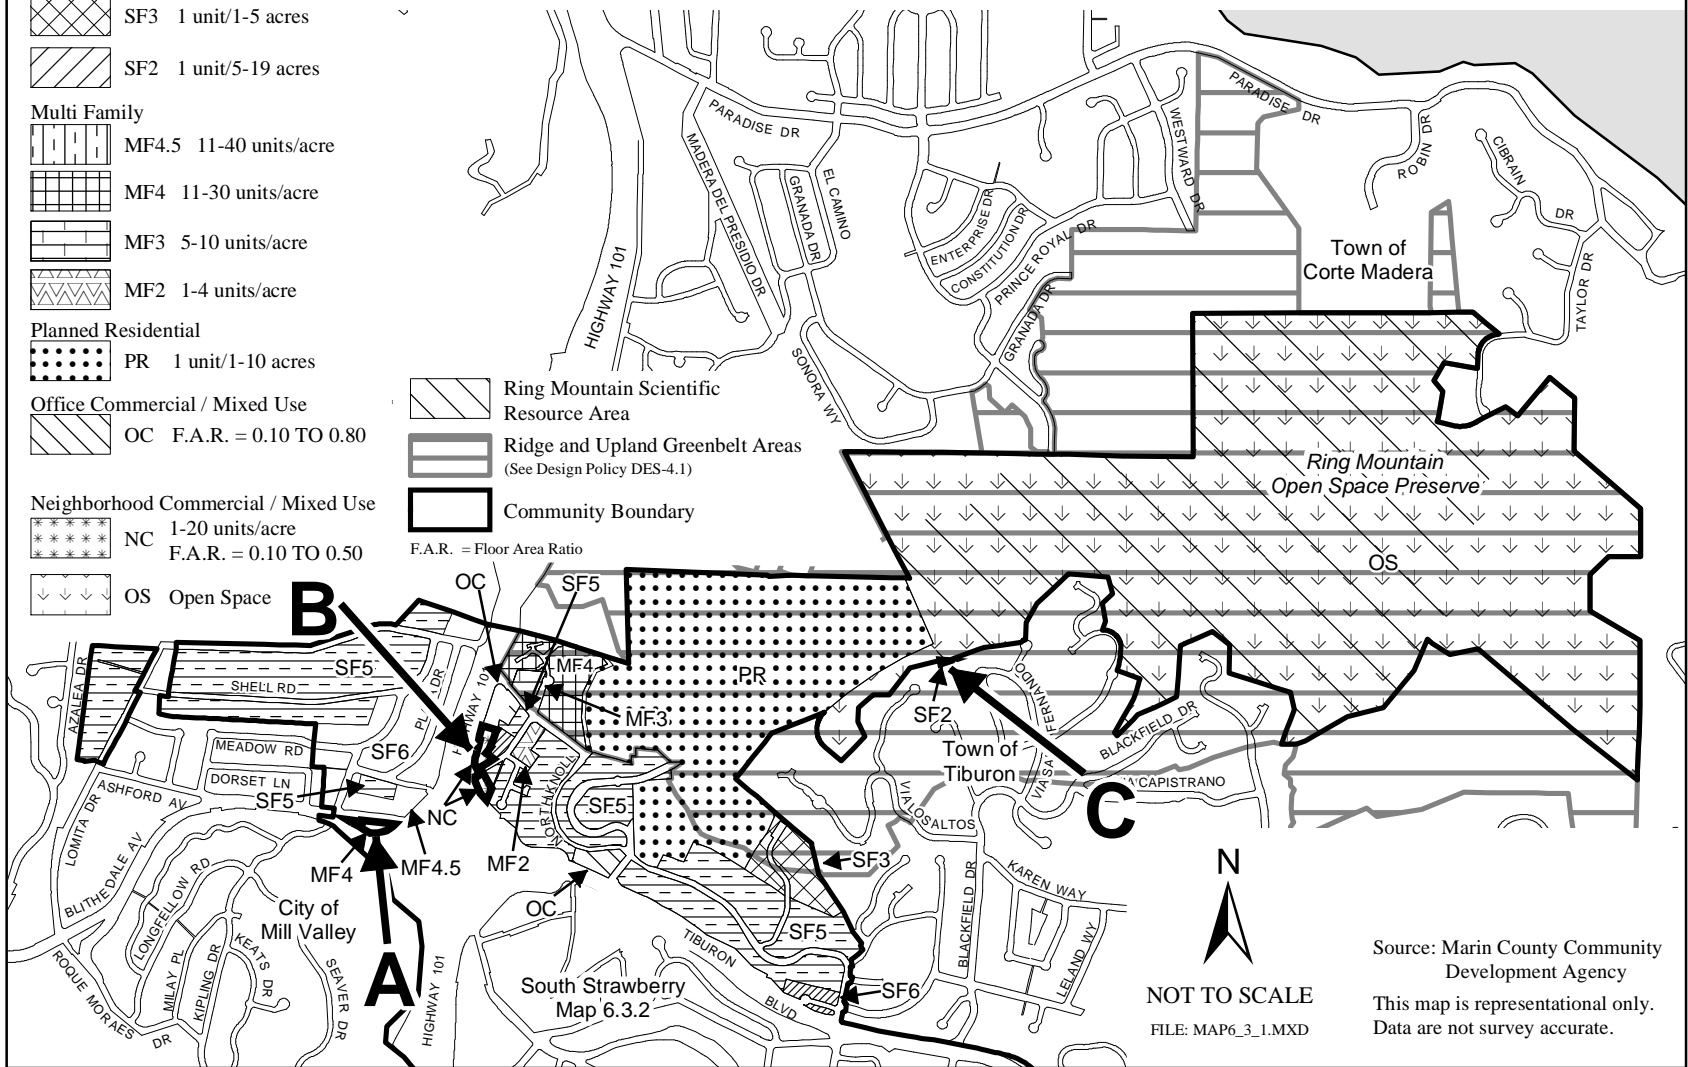 SF3 1 unit/1-5 acres
SF2 1 unit/5-19 acres
Multi Family
MF4.5 11-40 units/acre
MF4 11-30 units/acre
MF3 5-10 units/acre
MF2 1-4 units/acre
Planned Residential
PR 1 unit/1-10 acres
Office Commercial / Mixed Use
OC F.A.R. = 0.10 TO 0.80
Neighborhood Commercial / Mixed Use
NC 1-20 units/acre
F.A.R. = 0.10 TO 0.50
OS Open Space
Ring Mountain Scientific
Resource Area
Ridge and Upland Greenbelt Areas
(See Design Policy DES-4.1)
Community Boundary
F.A.R. = Floor Area Ratio
PARADISE DR
PARADISE DR
MADERA DEL PRESIDIO DR
GRANADA DR
EL CAMINO
ENTERPRISE DR
CONSTITUTION DR
PRINCE ROYAL DR
GRANADA DR
WESTWARD DR
ROBIN DR
CIBRAIN DR
TAYLOR DR
SONORA WY
HIGHWAY 101
Town of
Corte Madera
Ring Mountain
Open Space Preserve
OS
B
OC
SF5
MF4
MF3
PR
SF5
SHELL RD
AZALEA DR
PL
DR
HIGHWAY 101
MEADOW RD
SF6
DORSET LN
SF5
ASHFORD AV
LOMITA DR
BLITHEDALE AV
NC
MF4
MF4.5
MF2
NORTH KNOLL
SF5
SF2
Town of
Tiburon
VIA SAN FERNANDO
BLACKFIELD DR
VIA CAPISTRANO
VIA LOS ALTOS
C
SF3
KAREN WAY
BLACKFIELD DR
LELAND WY
OC
SF5
SF6
TIBURON
BLVD
South Strawberry
Map 6.3.2
City of
Mill Valley
A
LONGFELLOW RD
MILAY PL
KIPLING DR
KEATS DR
SEAVER DR
ROQUE MORAES DR
HIGHWAY 101
N
NOT TO SCALE
FILE: MAP6_3_1.MXD
Source: Marin County Community
Development Agency
This map is representational only.
Data are not survey accurate.